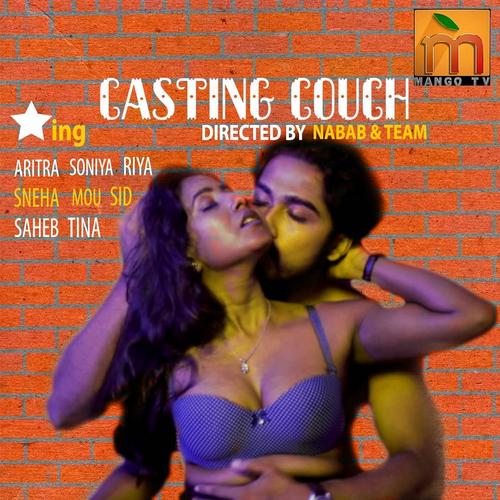 MANGO TV
CASTING COUCH
DIRECTED BY NABAB & TEAM
ing
ARITRA SONIYA RIYA
SNEHA MOU SID
SAHEB TINA